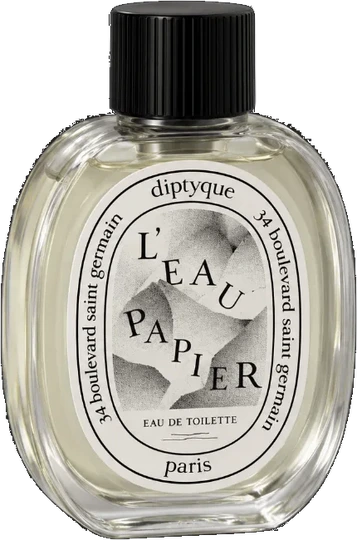 diptyque
34 boulevard saint germain
34 boulevard saint germain
L'EAU
PAPIER
EAU DE TOILETTE
paris